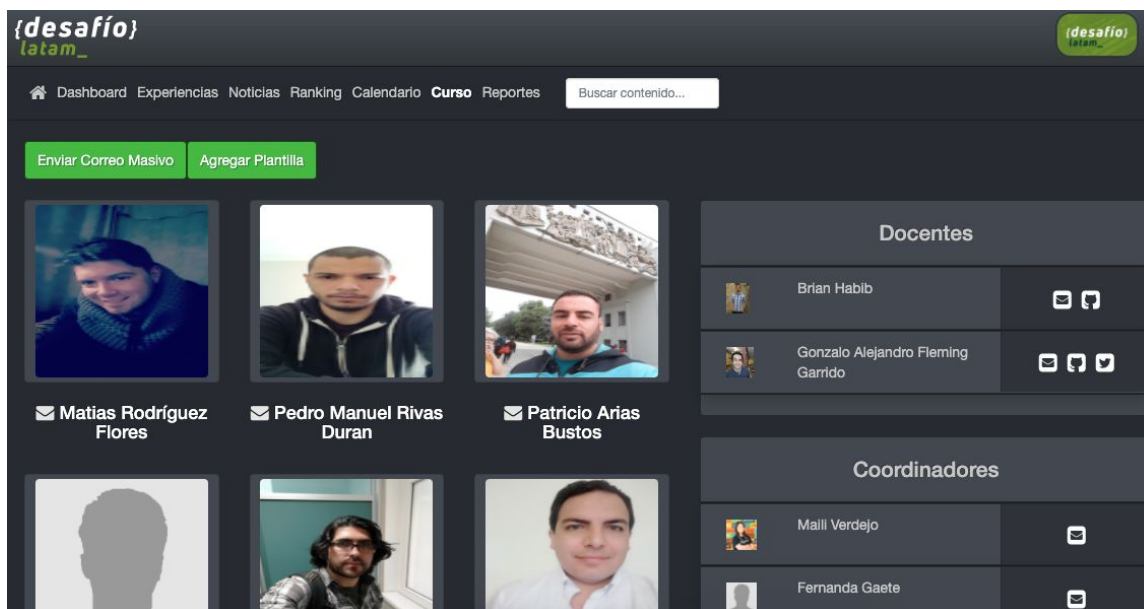 {desafío}
latam_
{desafío}
latam_
Dashboard Experiencias Noticias Ranking Calendario Curso Reportes
Buscar contenido...
Enviar Correo Masivo
Agregar Plantilla
Matias Rodríguez
Flores
Pedro Manuel Rivas
Duran
Patricio Arias
Bustos
Docentes
Brian Habib
Gonzalo Alejandro Fleming
Garrido
Coordinadores
Maili Verdejo
Fernanda Gaete